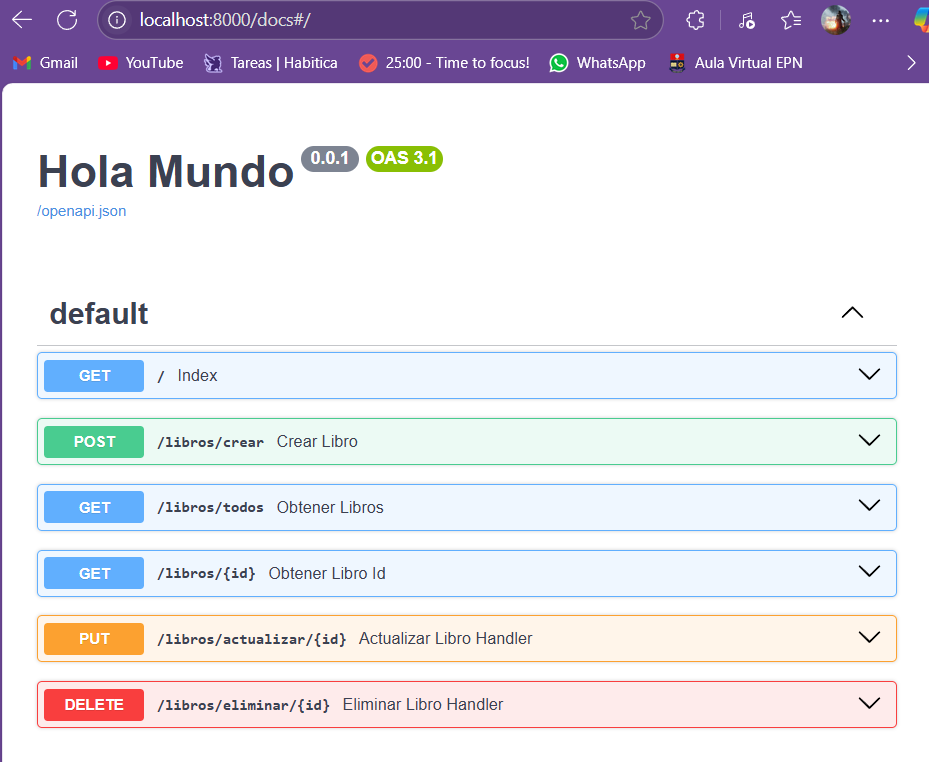 localhost:8000/docs#/
Gmail YouTube Tareas | Habitica 25:00 - Time to focus! WhatsApp Aula Virtual EPN
Hola Mundo 0.0.1 OAS 3.1
/openapi.json
default
GET / Index
POST /libros/crear Crear Libro
GET /libros/todos Obtener Libros
GET /libros/{id} Obtener Libro Id
PUT /libros/actualizar/{id} Actualizar Libro Handler
DELETE /libros/eliminar/{id} Eliminar Libro Handler